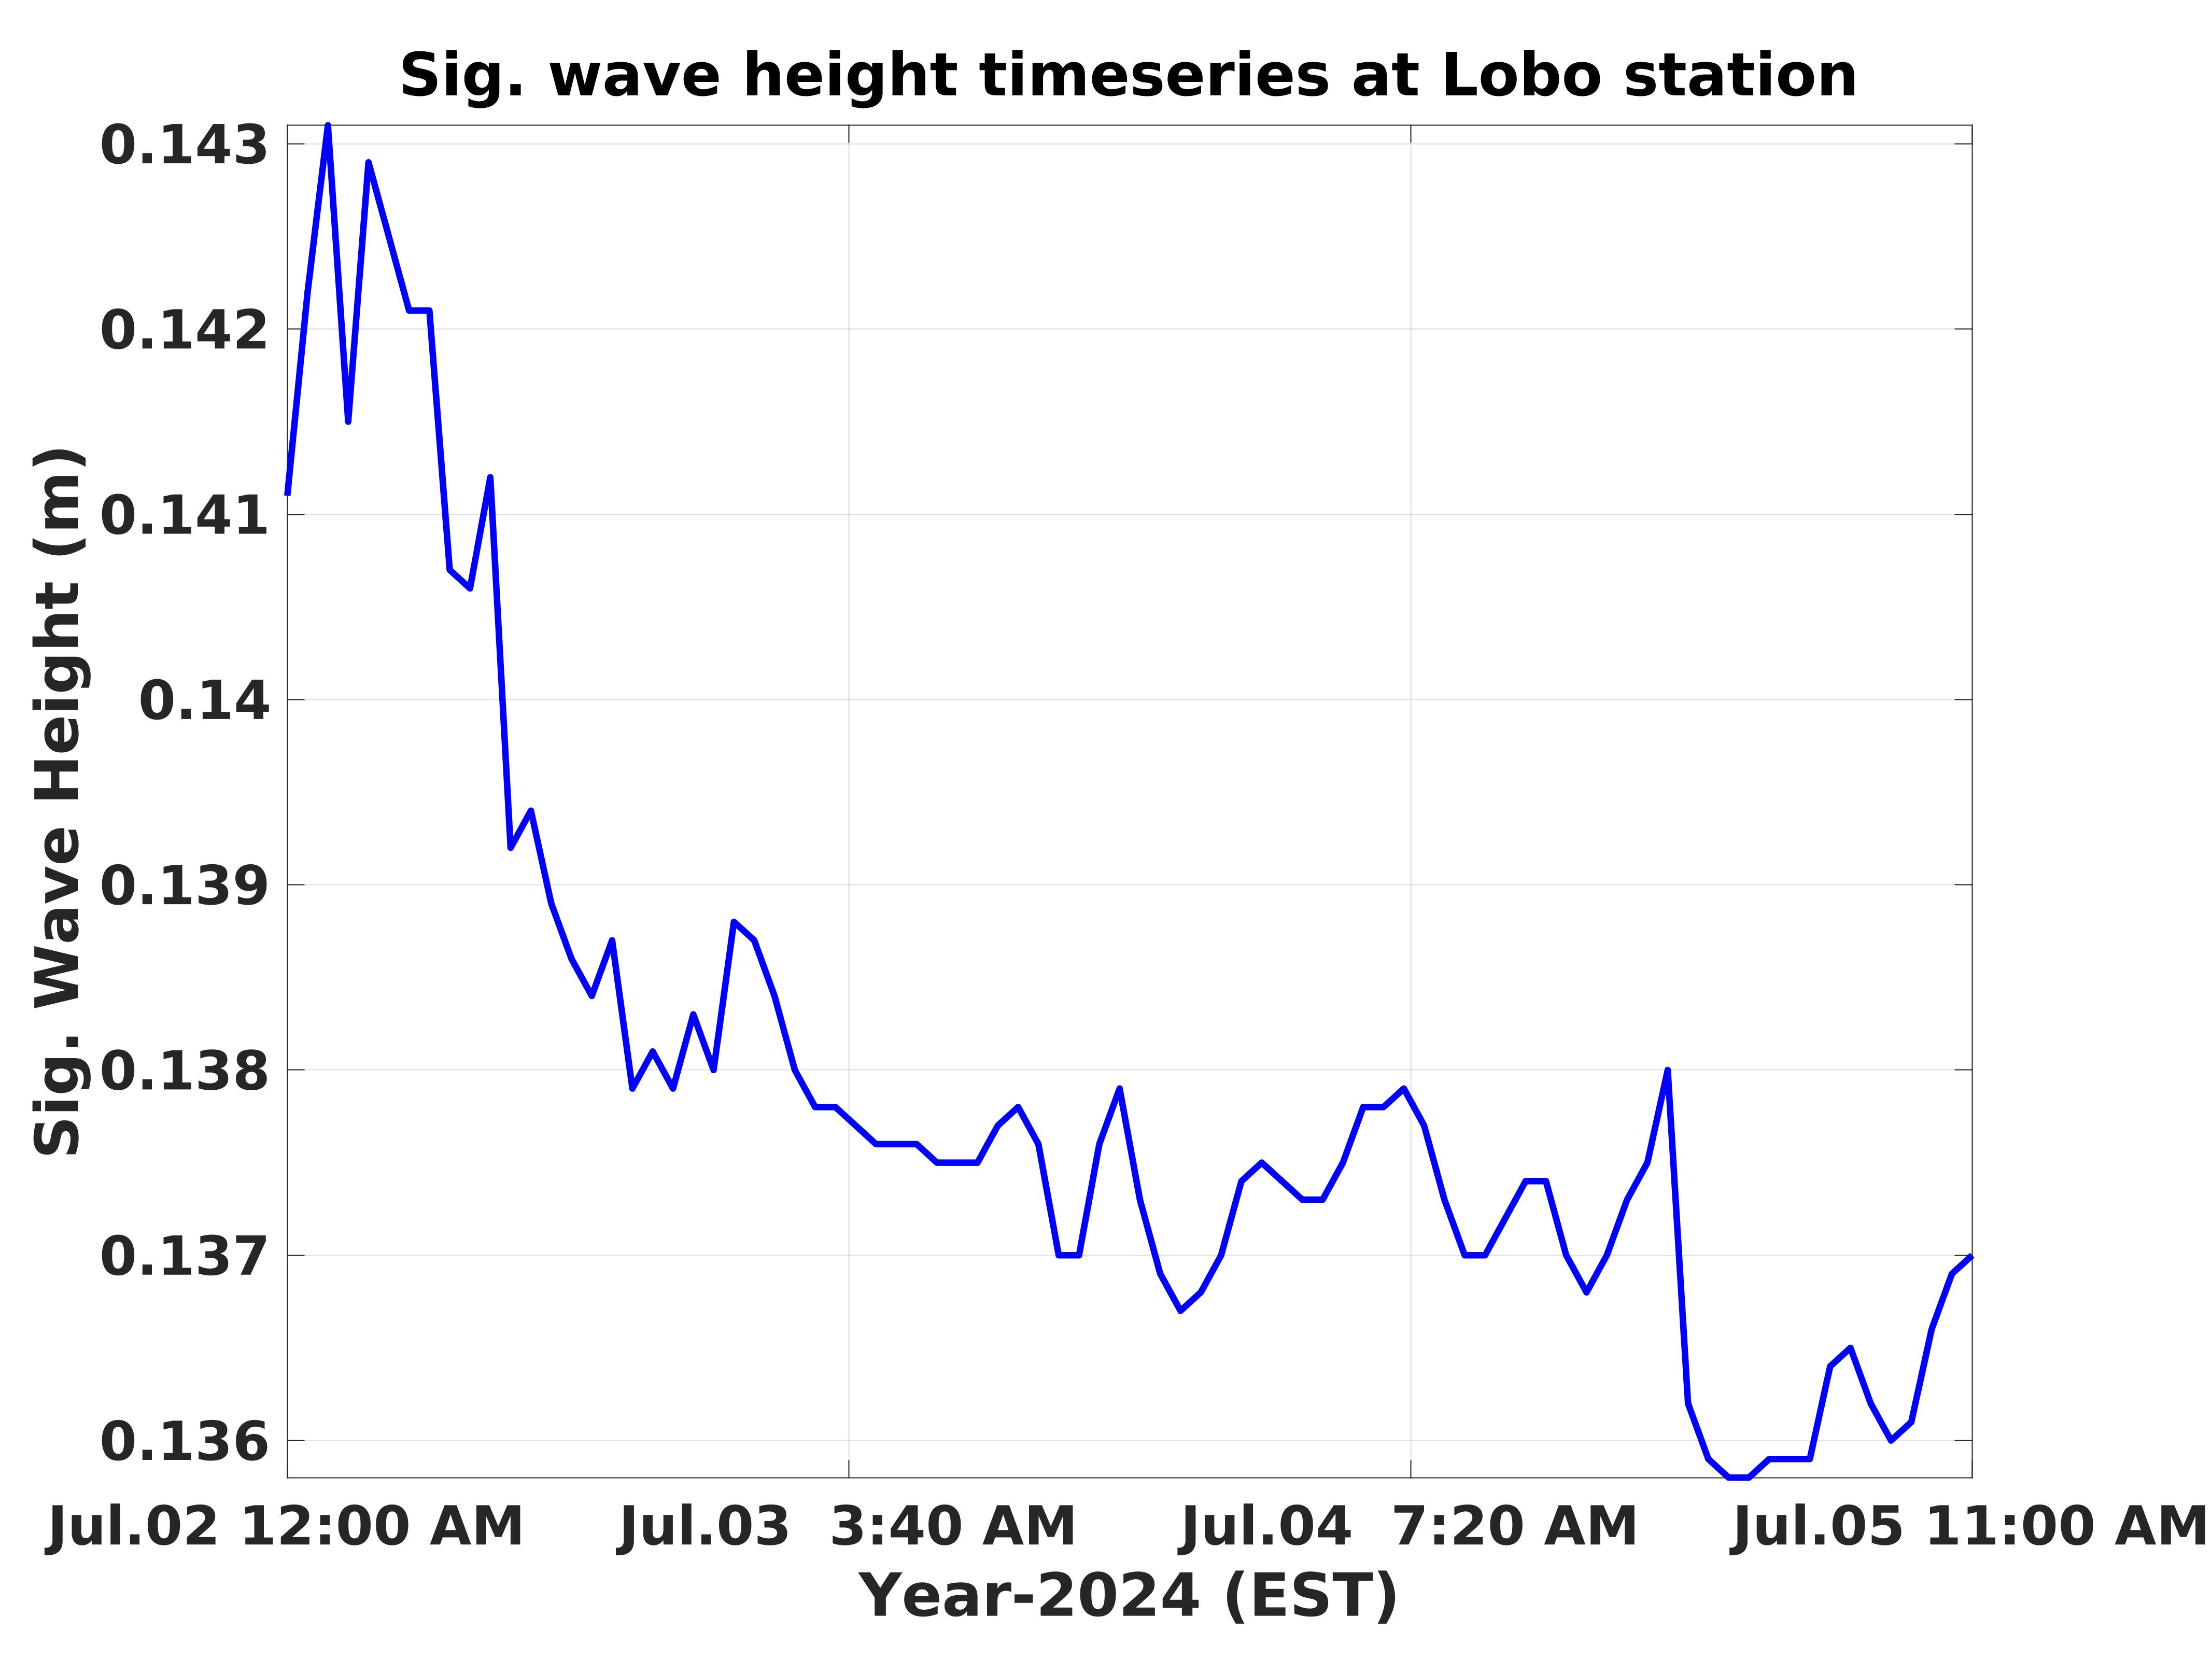 Sig. wave height timeseries at Lobo station
0.143
0.142
0.141
0.14
0.139
0.138
0.137
0.136
Sig. Wave Height (m)
Jul.02 12:00 AM Jul.03 3:40 AM Jul.04 7:20 AM Jul.05 11:00 AM
Year-2024 (EST)